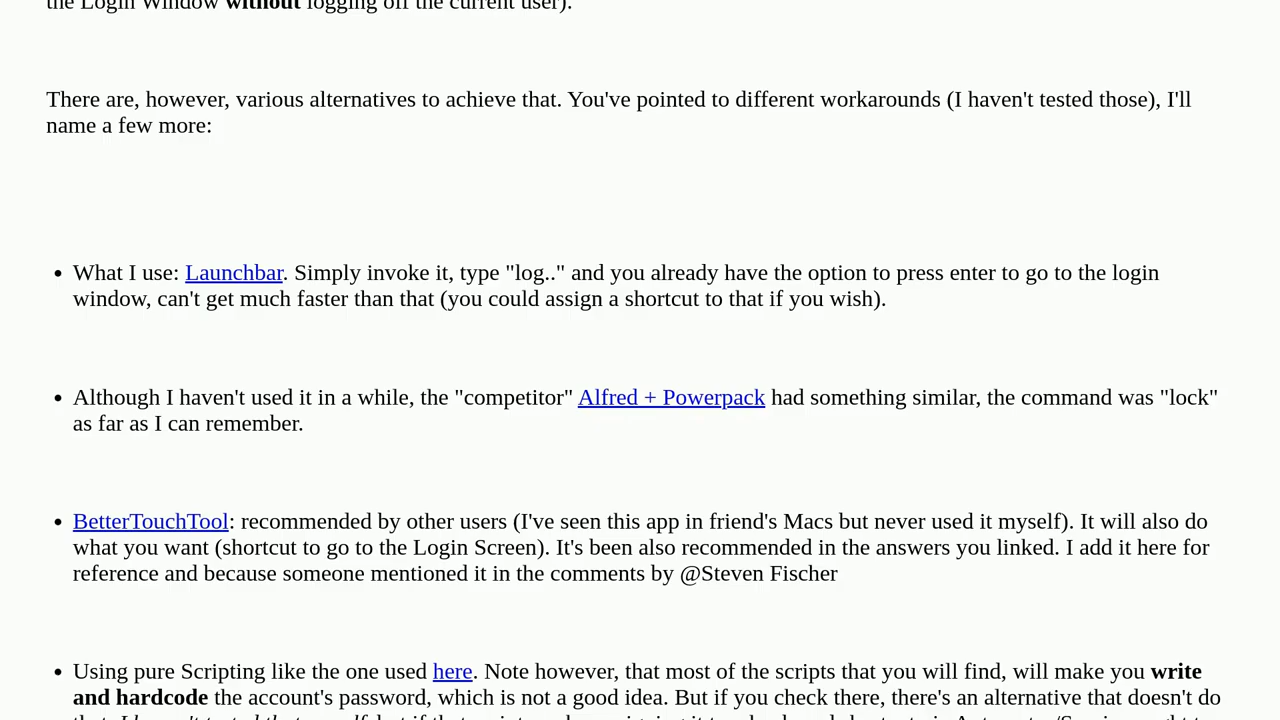 the Login Window without logging off the current user).
There are, however, various alternatives to achieve that. You've pointed to different workarounds (I haven't tested those), I'll
name a few more:
• What I use: Launchbar. Simply invoke it, type "log.." and you already have the option to press enter to go to the login
window, can't get much faster than that (you could assign a shortcut to that if you wish).
• Although I haven't used it in a while, the "competitor" Alfred + Powerpack had something similar, the command was "lock"
as far as I can remember.
• BetterTouchTool: recommended by other users (I've seen this app in friend's Macs but never used it myself). It will also do
what you want (shortcut to go to the Login Screen). It's been also recommended in the answers you linked. I add it here for
reference and because someone mentioned it in the comments by @Steven Fischer
• Using pure Scripting like the one used here. Note however, that most of the scripts that you will find, will make you write
and hardcode the account's password, which is not a good idea. But if you check there, there's an alternative that doesn't do